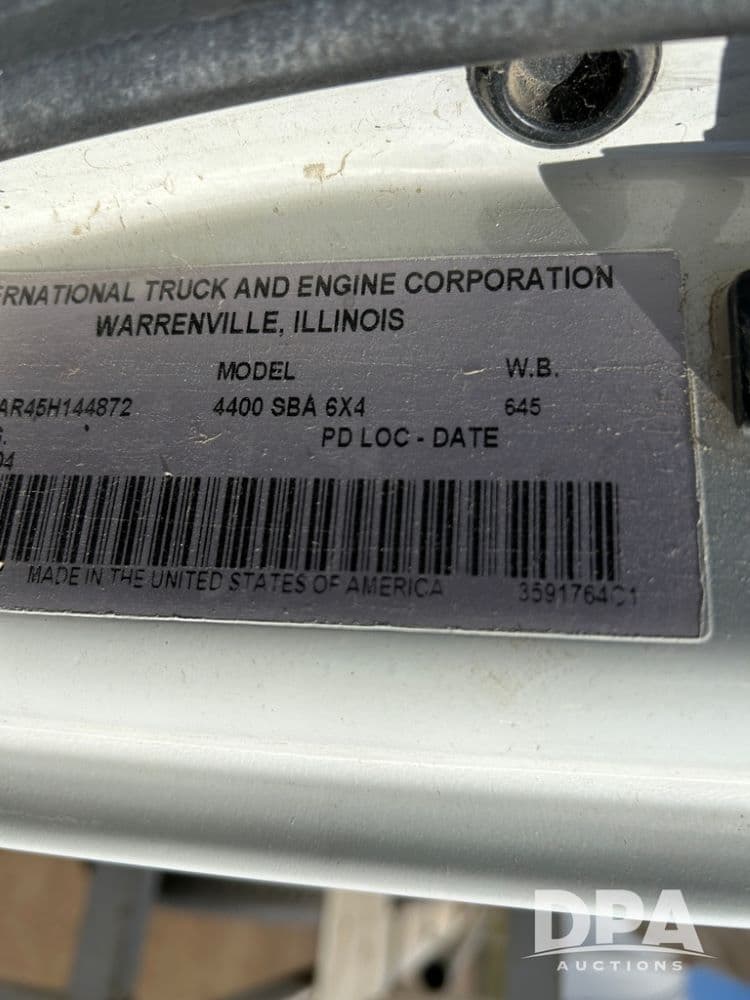 ERNATIONAL TRUCK AND ENGINE CORPORATION
WARRENVILLE, ILLINOIS
MODEL W.B.
AR45H144872 4400 SBA 6X4 645
PD LOC - DATE
04
MADE IN THE UNITED STATES OF AMERICA 3591764C1
DPA
AUCTIONS